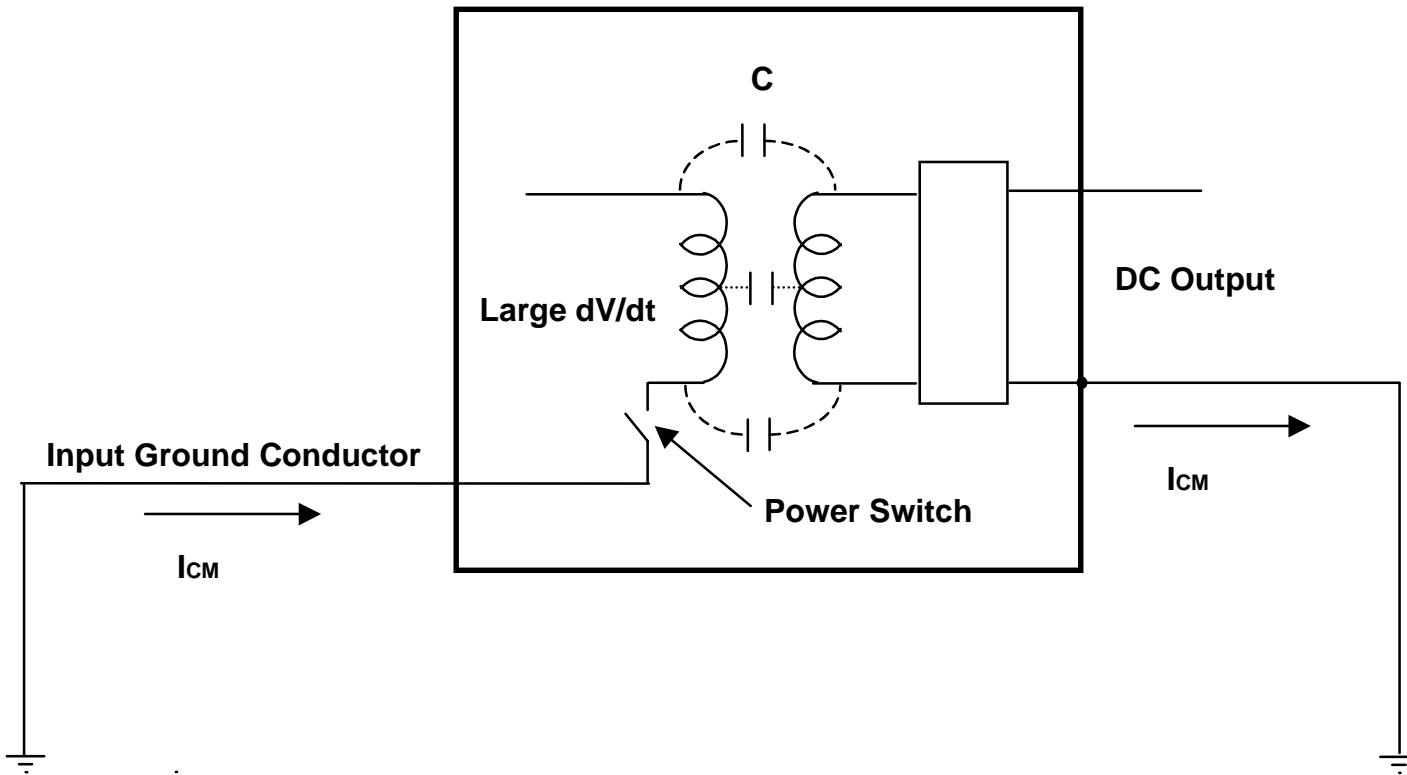 C
Large dV/dt
DC Output
Input Ground Conductor
ICM
Power Switch
ICM